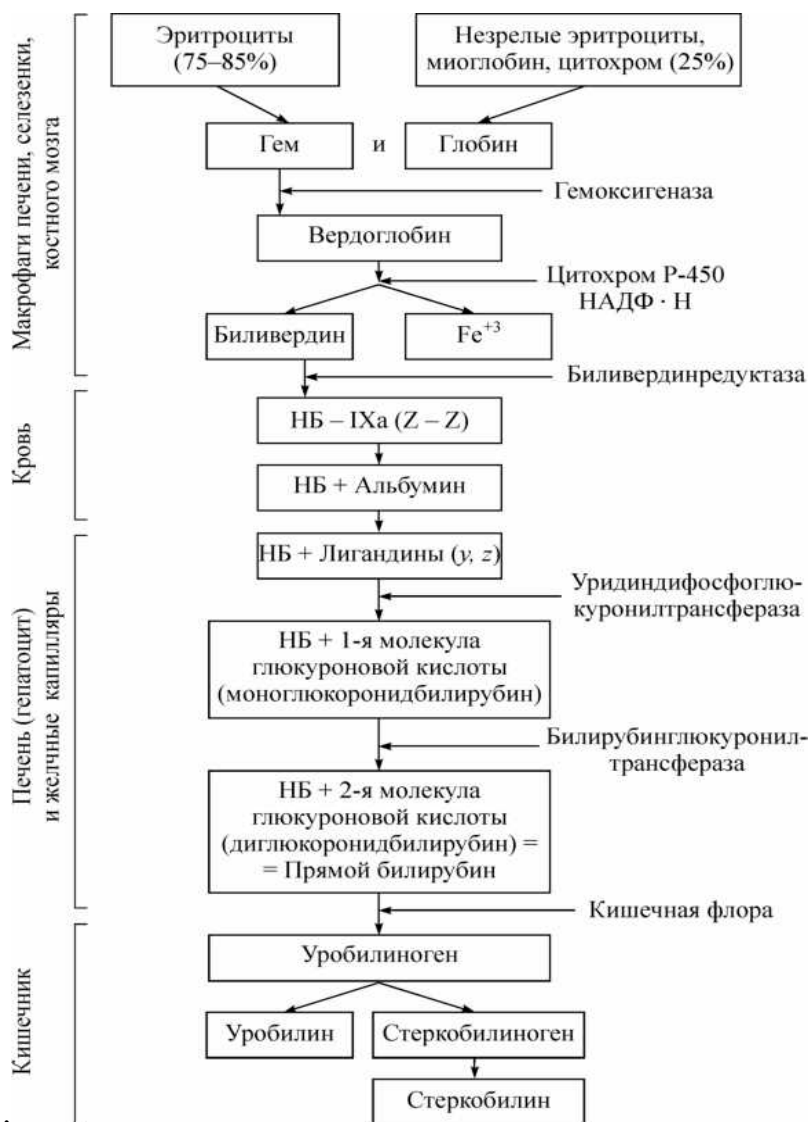 Макрофаги печени, селезенки,
костного мозга
Эритроциты
(75–85%)
Незрелые эритроциты,
миоглобин, цитохром (25%)
Гем
и
Глобин
Гемоксигеназа
Вердоглобин
Цитохром P-450
НАДФ · Н
Биливердин
Fe+3
Биливердинредуктаза
Кровь
НБ – IXa (Z – Z)
НБ + Альбумин
Печень (гепатоцит)
и желчные капилляры
НБ + Лигандины (y, z)
Уридиндифосфоглю-
куронилтрансфераза
НБ + 1-я молекула
глюкуроновой кислоты
(моноглюкоронидбилирубин)
Билирубинглюкуронил-
трансфераза
НБ + 2-я молекула
глюкуроновой кислоты
(диглюкоронидбилирубин) =
= Прямой билирубин
Кишечная флора
Кишечник
Уробилиноген
Уробилин
Стеркобилиноген
Стеркобилин